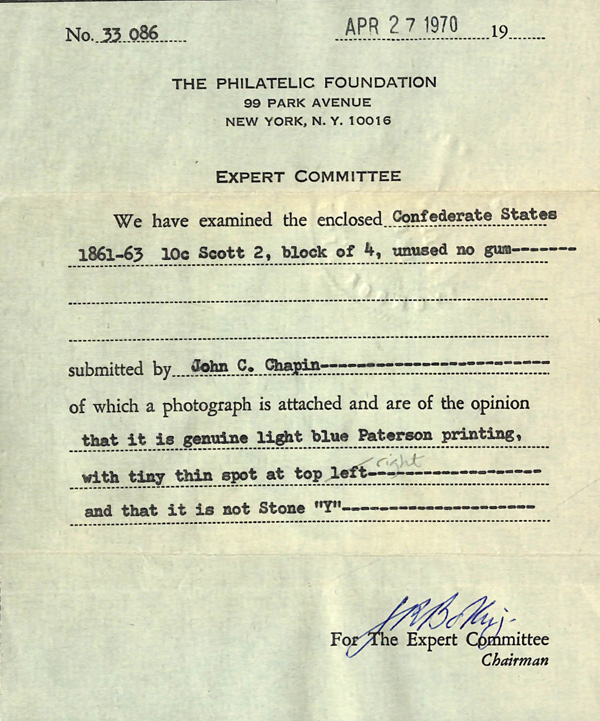 No. 33 086 APR 27 1970 19
THE PHILATELIC FOUNDATION
99 PARK AVENUE
NEW YORK, N. Y. 10016
EXPERT COMMITTEE
We have examined the enclosed Confederate States
1861-63 10c Scott 2, block of 4, unused no gum-------
submitted by John C. Chapin-------------------------
of which a photograph is attached and are of the opinion
that it is genuine light blue Paterson printing,
right
with tiny thin spot at top left-------------------
and that it is not Stone "Y"---------------------
For The Expert Committee
Chairman